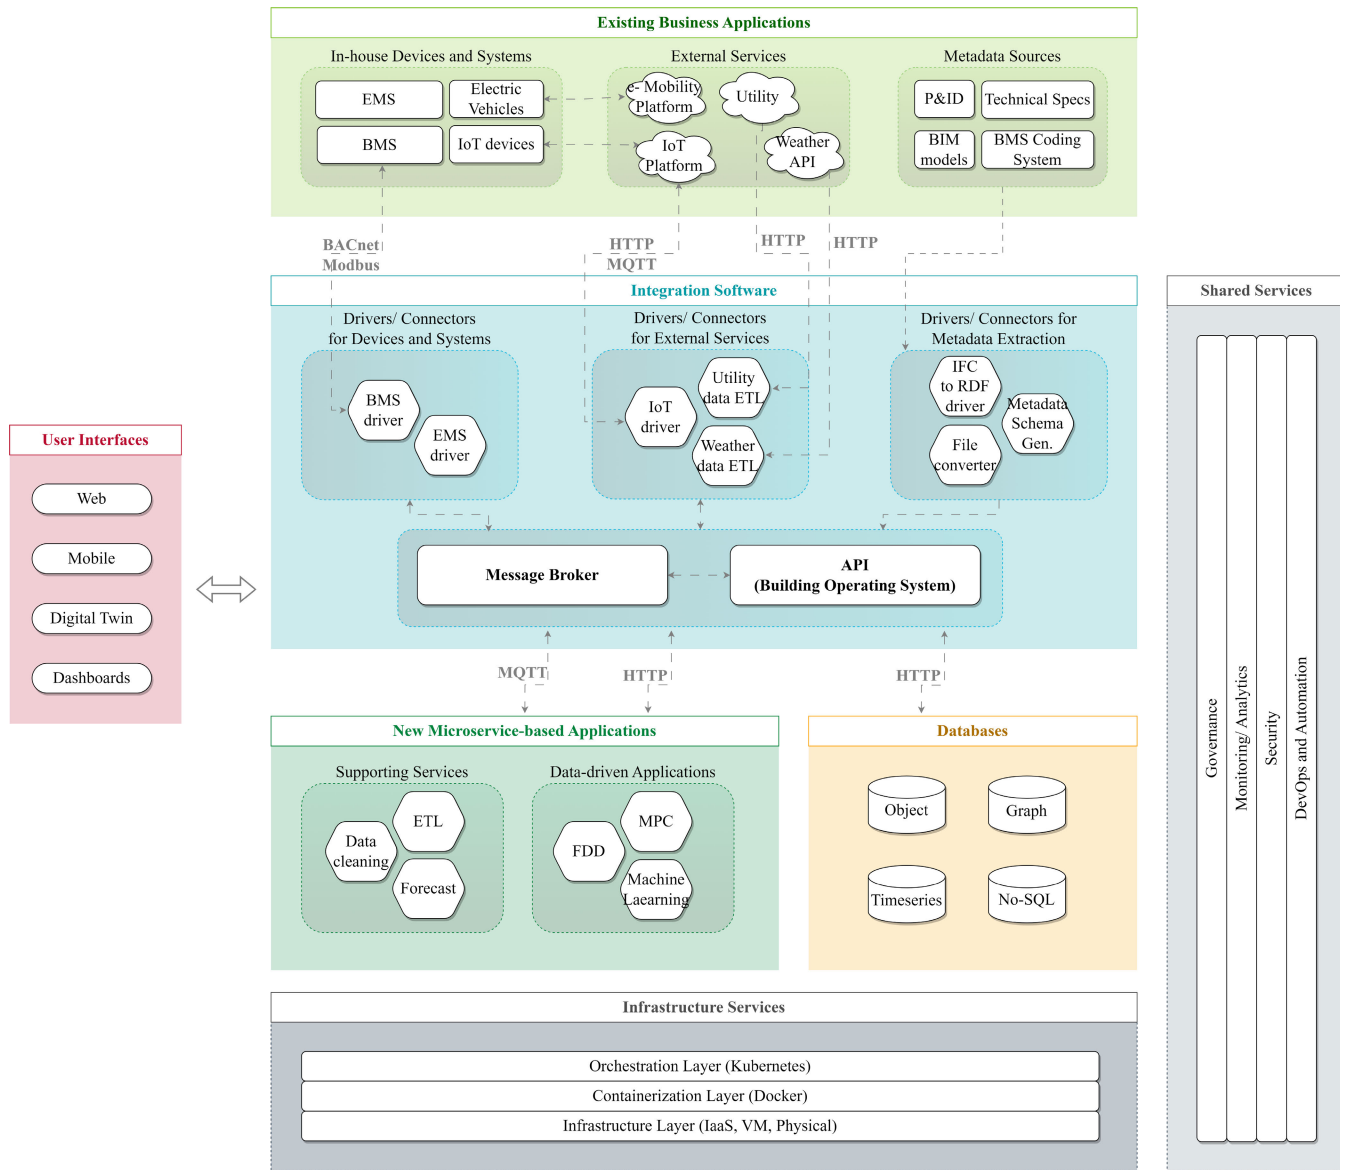 Existing Business Applications
In-house Devices and Systems
EMS
Electric
Vehicles
BMS
IoT devices
External Services
e- Mobility
Platform
Utility
IoT
Platform
Weather
API
Metadata Sources
P&ID
Technical Specs
BIM
models
BMS Coding
System
BACnet
Modbus
HTTP
MQTT
HTTP
HTTP
Integration Software
Drivers/ Connectors
for Devices and Systems
BMS
driver
EMS
driver
Drivers/ Connectors
for External Services
Utility
data ETL
IoT
driver
Weather
data ETL
Drivers/ Connectors for
Metadata Extraction
IFC
to RDF
driver
Metadata
Schema
Gen.
File
converter
Message Broker
API
(Building Operating System)
User Interfaces
Web
Mobile
Digital Twin
Dashboards
MQTT
HTTP
HTTP
New Microservice-based Applications
Supporting Services
ETL
Data
cleaning
Forecast
Data-driven Applications
MPC
FDD
Machine
Laearning
Databases
Object
Graph
Timeseries
No-SQL
Infrastructure Services
Orchestration Layer (Kubernetes)
Containerization Layer (Docker)
Infrastructure Layer (IaaS, VM, Physical)
Shared Services
Governance
Monitoring/ Analytics
Security
DevOps and Automation